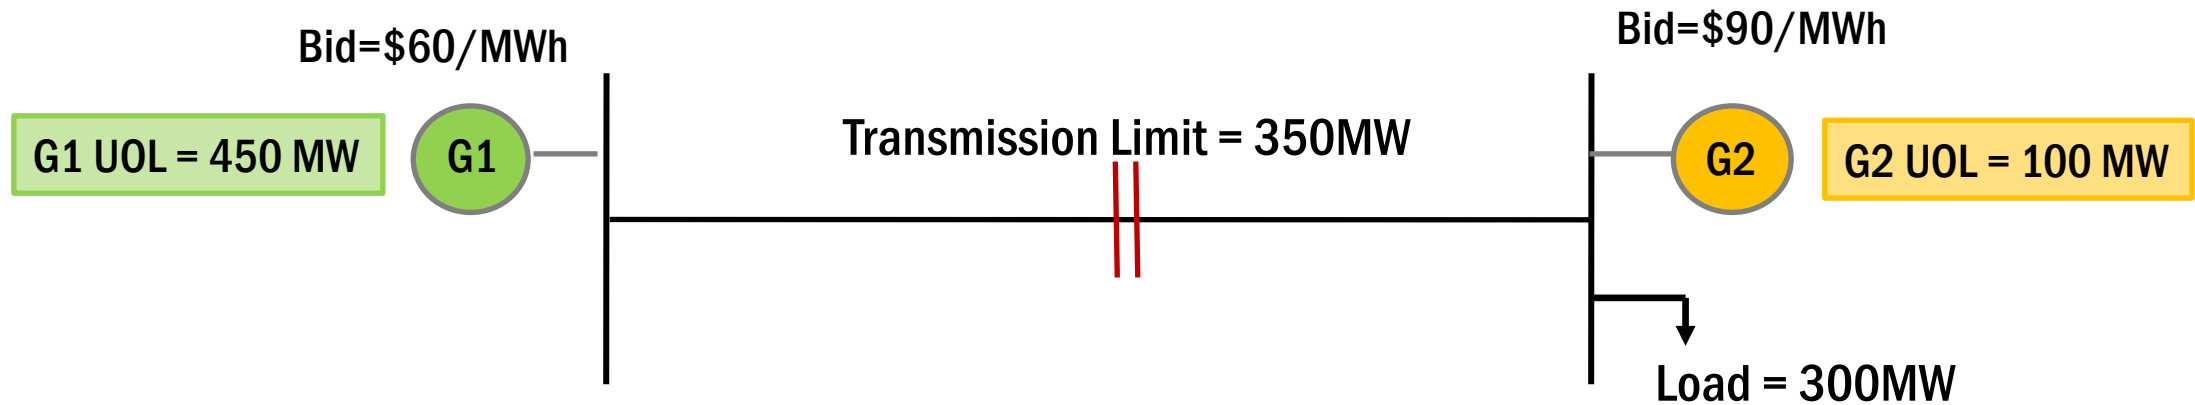 Bid=$60/MWh
Bid=$90/MWh
G1 UOL = 450 MW
G1
Transmission Limit = 350MW
G2
G2 UOL = 100 MW
Load = 300MW